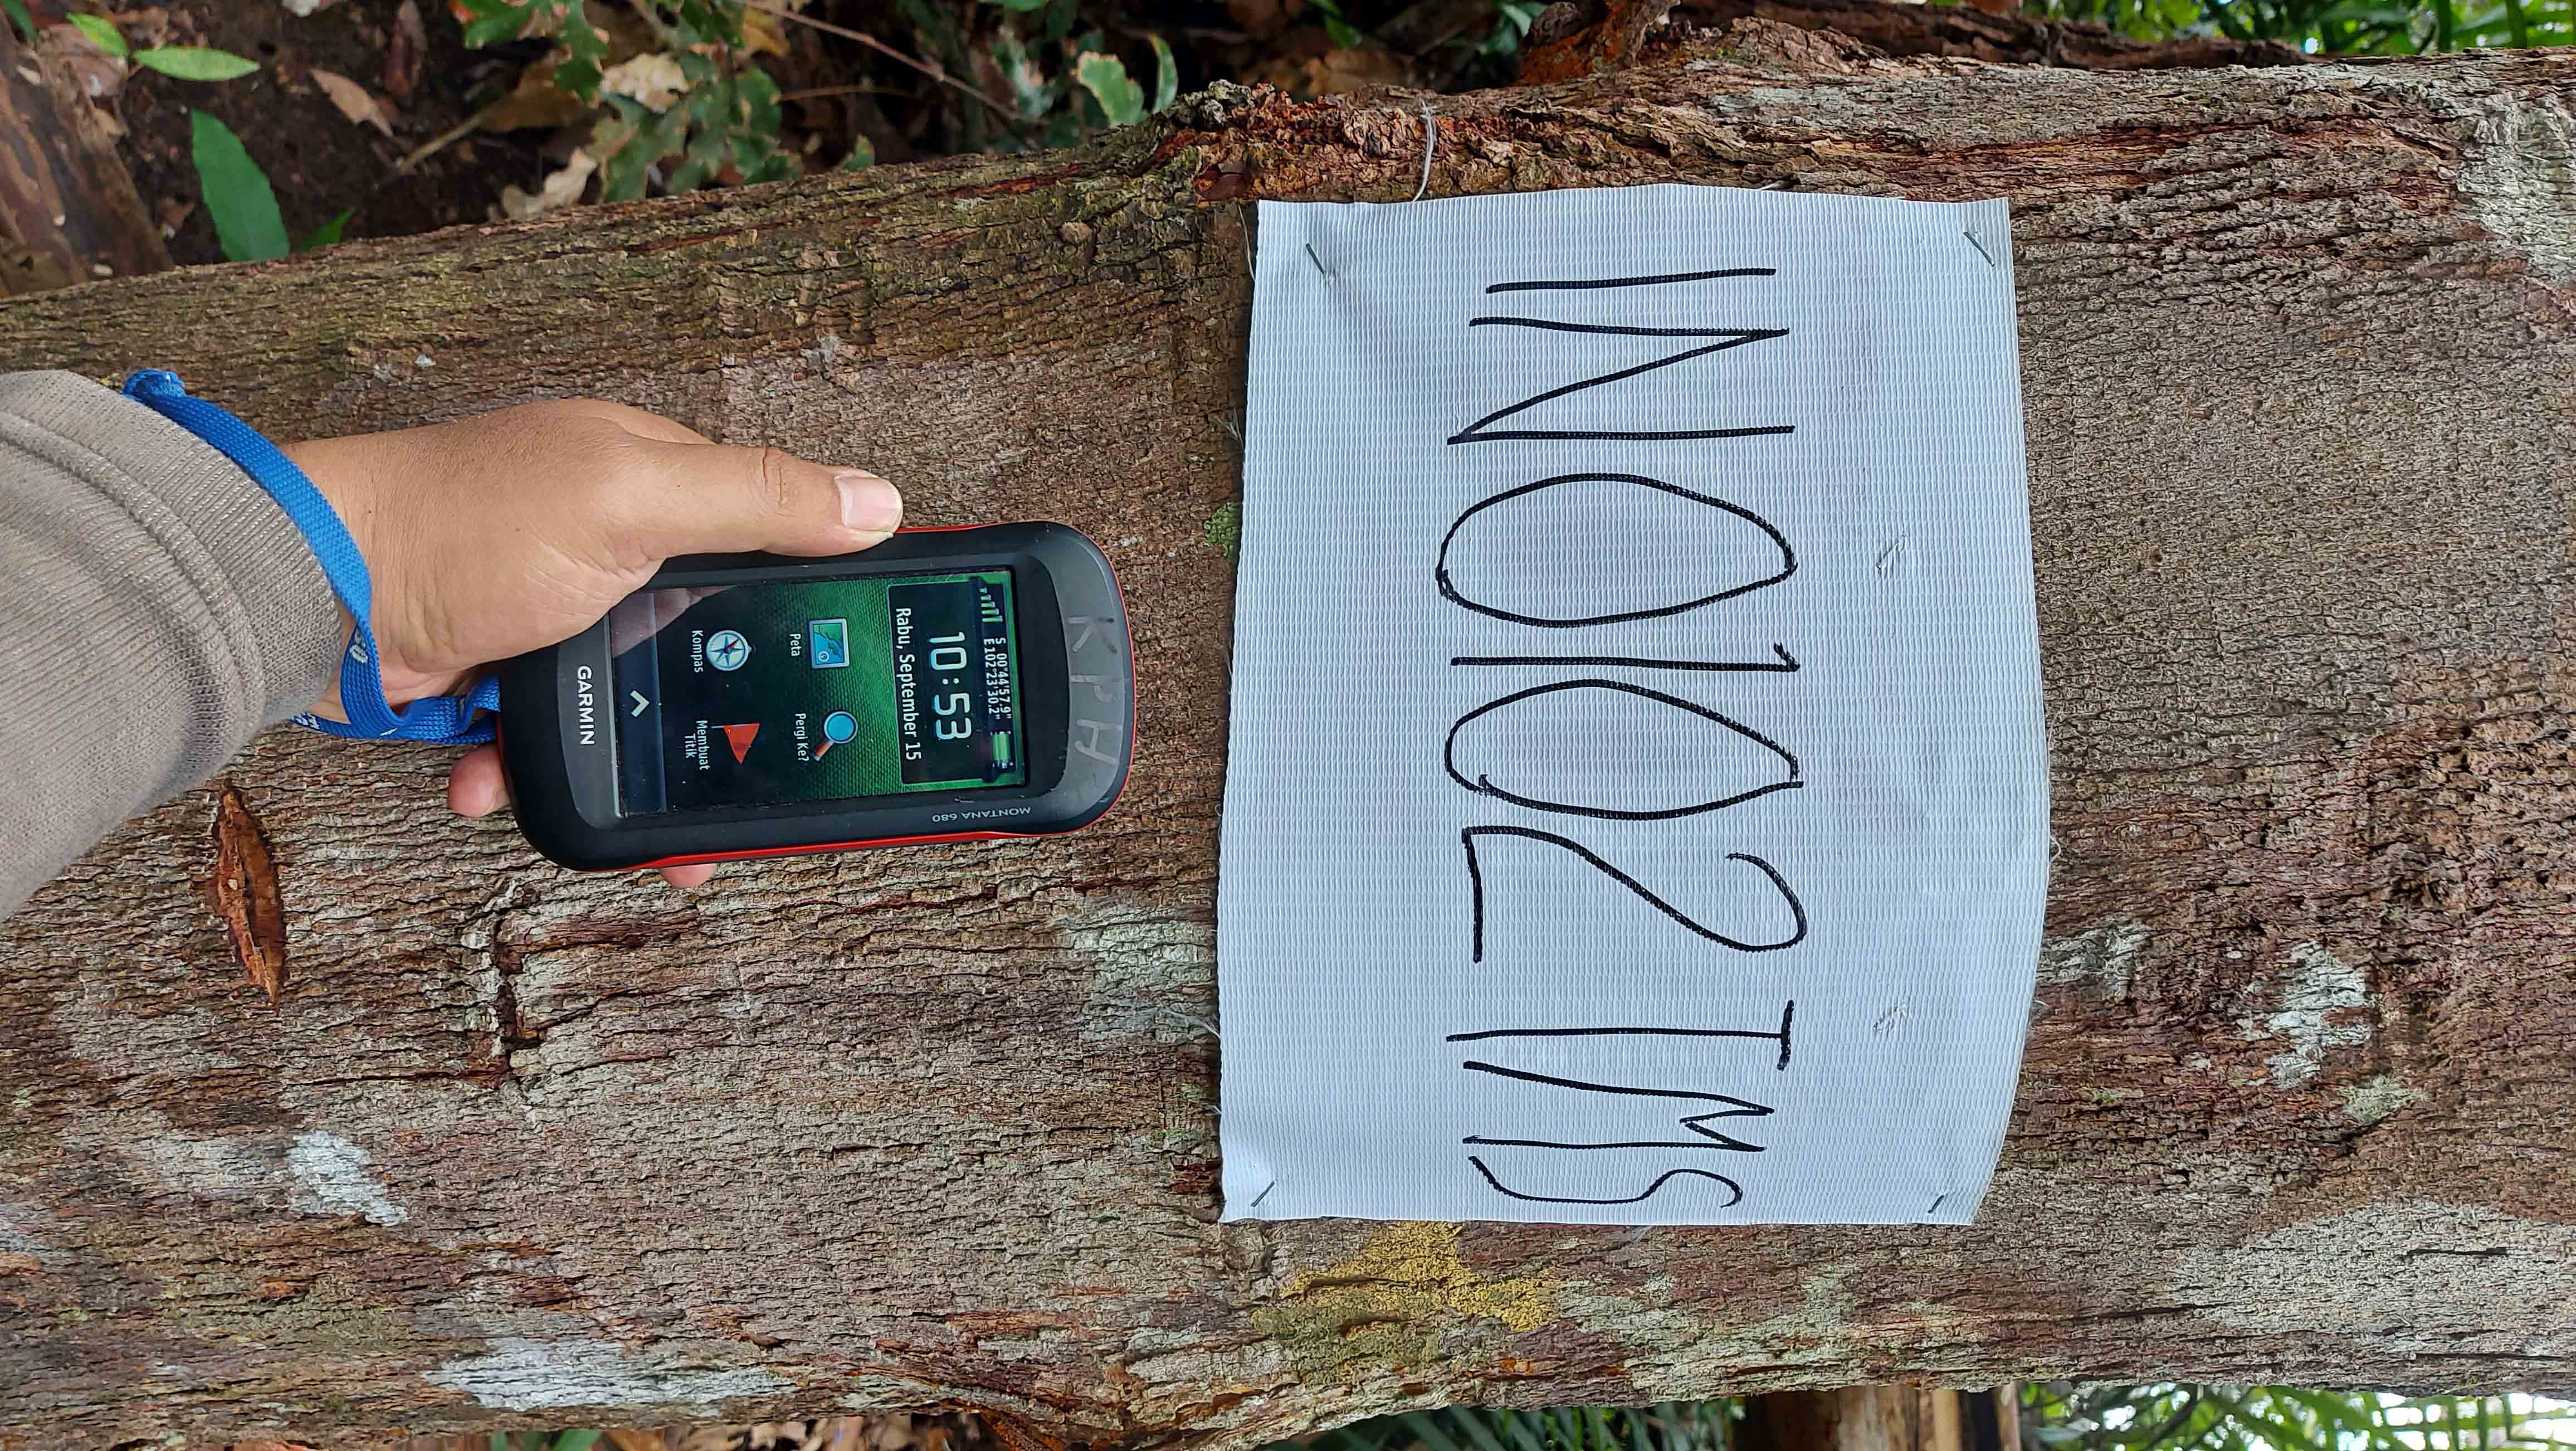 INO102 TMS
KPH
MONTANA 680
S 00°44'57.9"
E102°23'30.2"
10:53
Rabu, September 15
Peta
Pergi Ke?
Kompas
Membuat
Titik
GARMIN